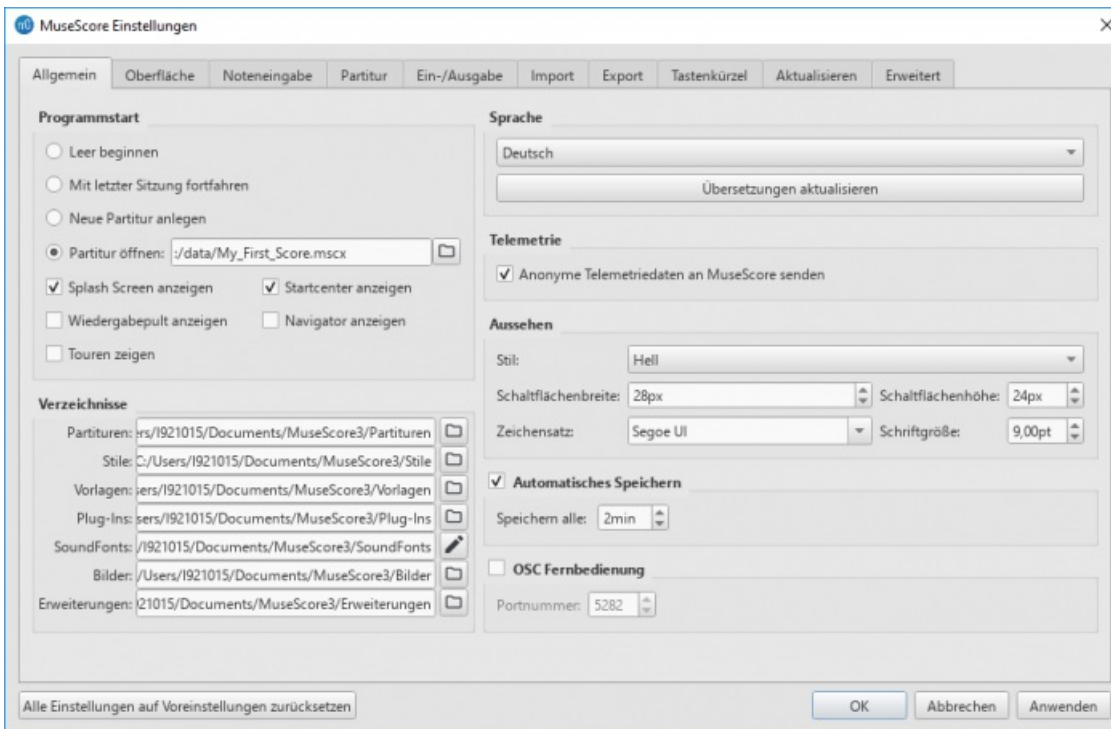 MuseScore Einstellungen
Allgemein Oberfläche Noteneingabe Partitur Ein-/Ausgabe Import Export Tastenkürzel Aktualisieren Erweitert
Programmstart
Leer beginnen
Mit letzter Sitzung fortfahren
Neue Partitur anlegen
Partitur öffnen: :/data/My_First_Score.mscx
Splash Screen anzeigen Startcenter anzeigen
Wiedergabepult anzeigen Navigator anzeigen
Touren zeigen
Verzeichnisse
Partituren: ers/I921015/Documents/MuseScore3/Partituren
Stile: C:/Users/I921015/Documents/MuseScore3/Stile
Vorlagen: sers/I921015/Documents/MuseScore3/Vorlagen
Plug-Ins: sers/I921015/Documents/MuseScore3/Plug-Ins
SoundFonts: /I921015/Documents/MuseScore3/SoundFonts
Bilder: /Users/I921015/Documents/MuseScore3/Bilder
Erweiterungen: 921015/Documents/MuseScore3/Erweiterungen
Sprache
Deutsch
Übersetzungen aktualisieren
Telemetrie
Anonyme Telemetriedaten an MuseScore senden
Aussehen
Stil: Hell
Schaltflächenbreite: 28px Schaltflächenhöhe: 24px
Zeichensatz: Segoe UI Schriftgröße: 9,00pt
Automatisches Speichern
Speichern alle: 2min
OSC Fernbedienung
Portnummer: 5282
Alle Einstellungen auf Voreinstellungen zurücksetzen OK Abbrechen Anwenden